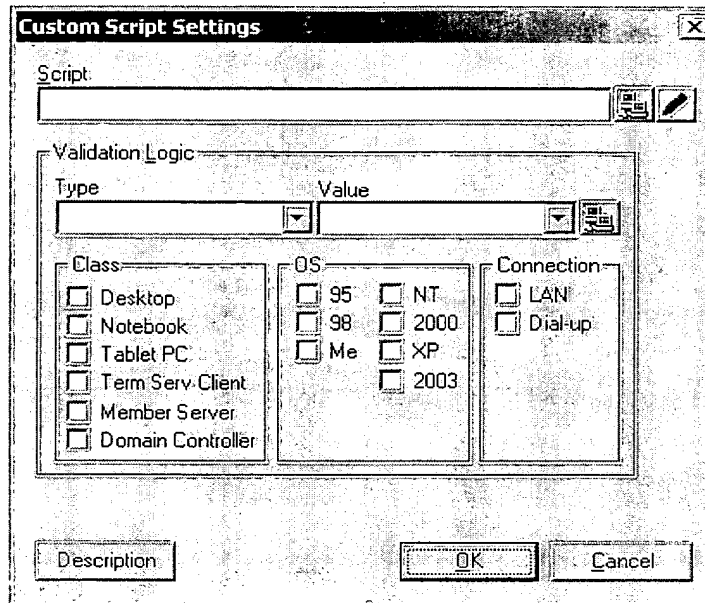 Custom Script Settings
Script
Validation Logic
Type Value
Class OS Connection
Desktop 95 NT LAN
Notebook 98 2000 Dial-up
Tablet PC Me XP
Term Serv Client 2003
Member Server
Domain Controller
Description OK Cancel